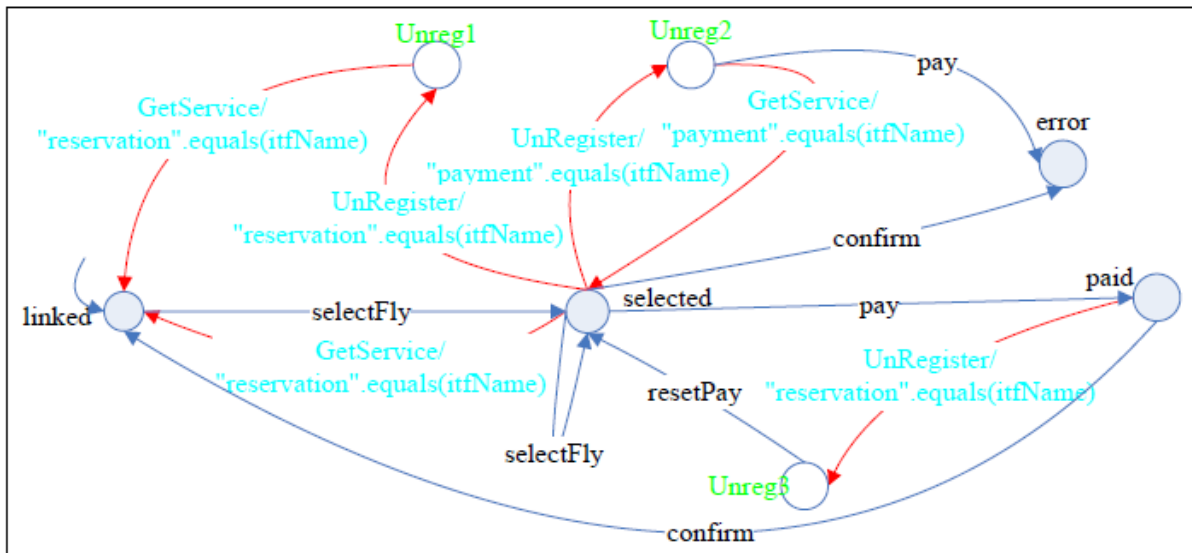 Unreg1
Unreg2
pay
GetService/
"reservation".equals(itfName)
GetService/
"payment".equals(itfName)
UnRegister/
"payment".equals(itfName)
error
UnRegister/
"reservation".equals(itfName)
confirm
linked
selectFly
selected
pay
paid
GetService/
"reservation".equals(itfName)
UnRegister/
"reservation".equals(itfName)
resetPay
selectFly
Unreg3
confirm